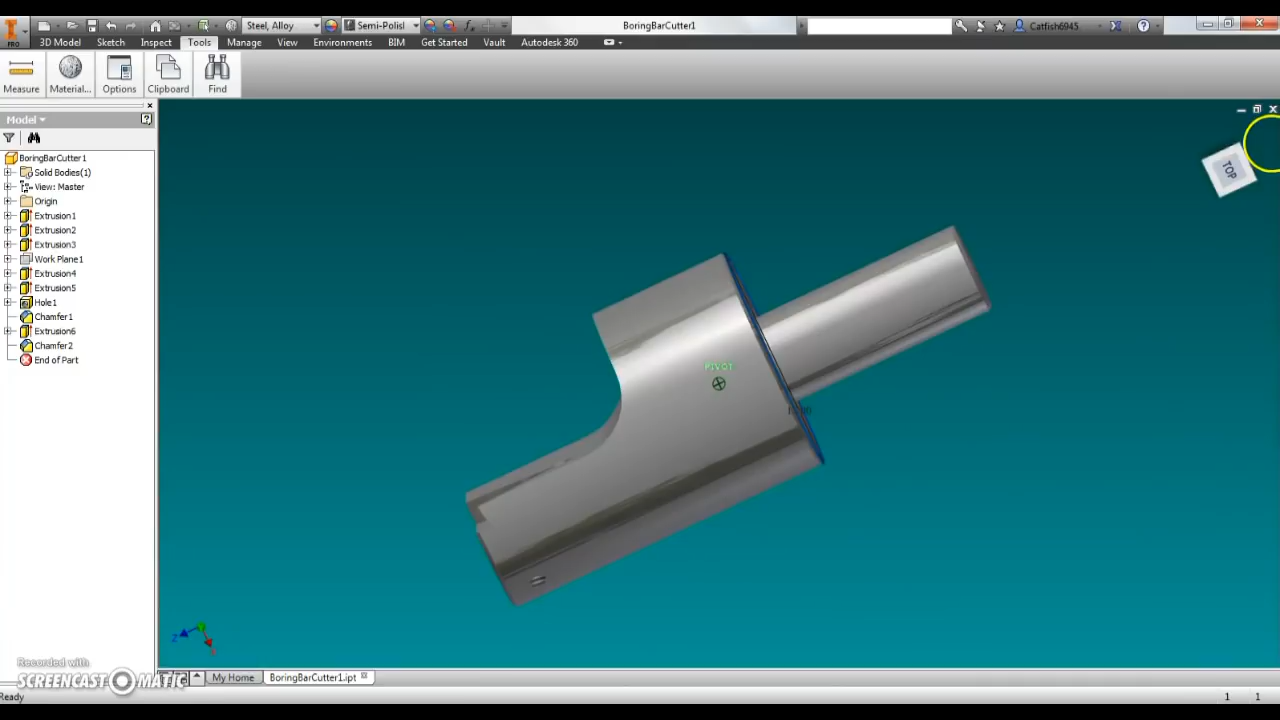 Steel, Alloy
Semi-Polisl
BoringBarCutter1
Catfish6945
PRO
3D Model
Sketch
Inspect
Tools
Manage
View
Environments
BIM
Get Started
Vault
Autodesk 360
Measure
Material...
Options
Clipboard
Find
Model
BoringBarCutter1
Solid Bodies(1)
View: Master
Origin
Extrusion1
Extrusion2
Extrusion3
Work Plane1
Extrusion4
Extrusion5
Hole1
Chamfer1
Extrusion6
Chamfer2
End of Part
TOP
PIVOT
Z
Recorded with
SCREENCAST MATIC
My Home
BoringBarCutter1.ipt
Ready
1 1